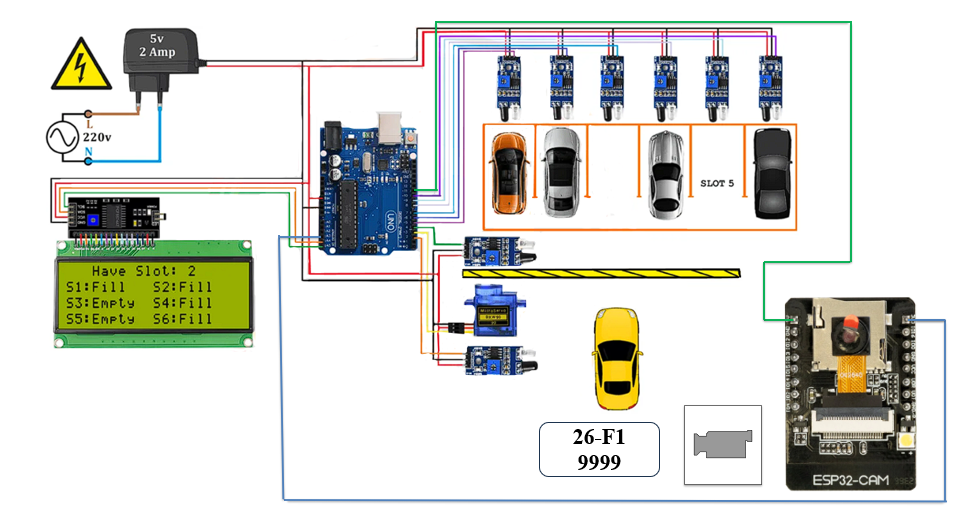 5v
2 Amp
L
220v
N
UNO
SLOT 5
Have Slot: 2
S1:Fill S2:Fill
S3:Empty S4:Fill
S5:Empty S6:Fill
26-F1
9999
ESP32-CAM